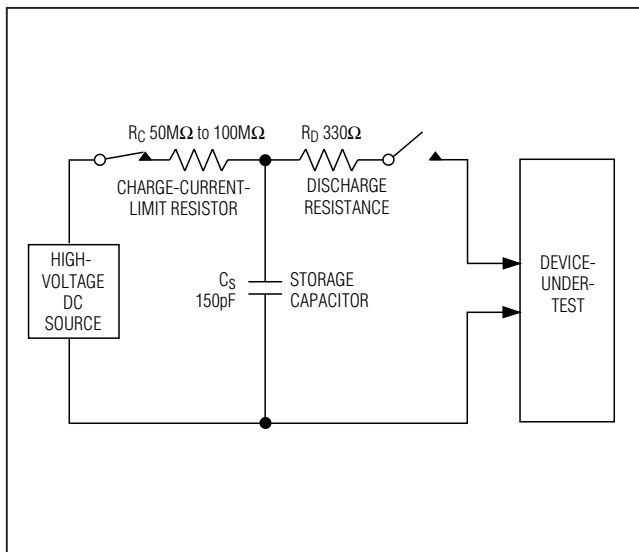 R_C 50MΩ to 100MΩ
CHARGE-CURRENT-
LIMIT RESISTOR
R_D 330Ω
DISCHARGE
RESISTANCE
HIGH-
VOLTAGE
DC
SOURCE
C_S
150pF
STORAGE
CAPACITOR
DEVICE-
UNDER-
TEST